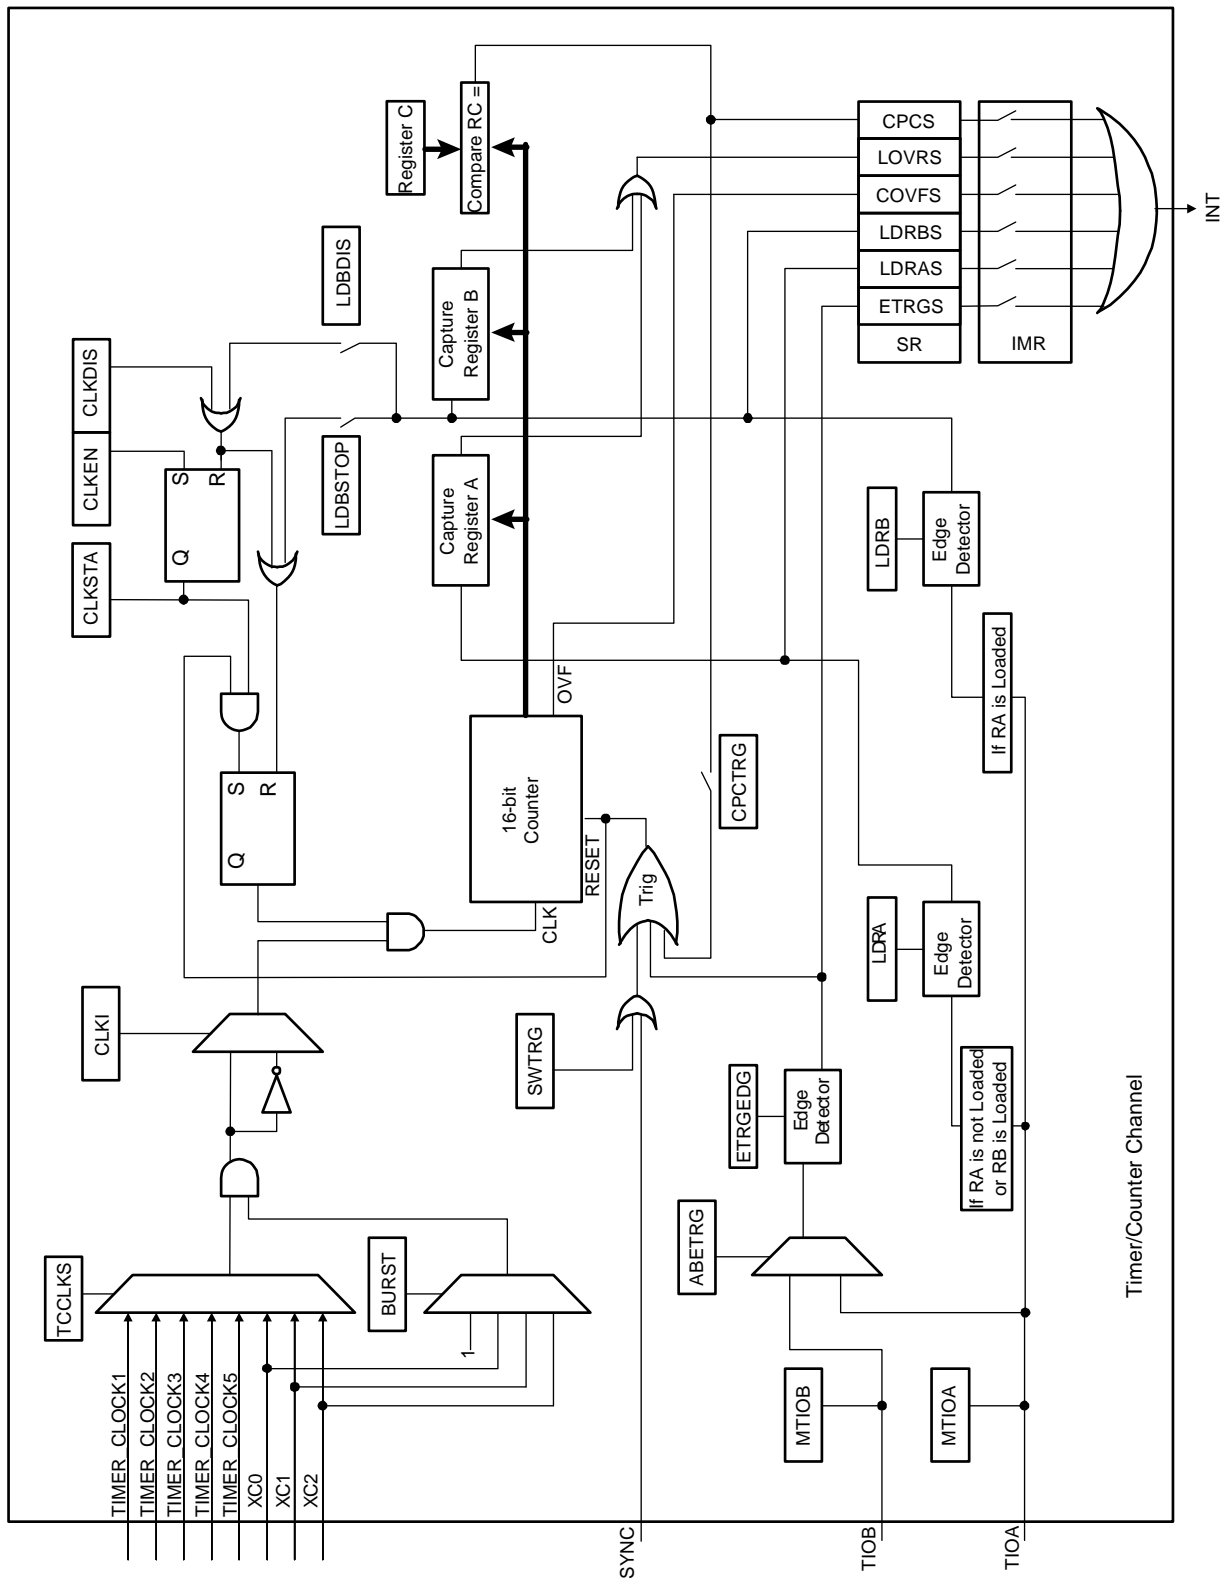 TCCLKS
TIMER_CLOCK1
TIMER_CLOCK2
TIMER_CLOCK3
TIMER_CLOCK4
TIMER_CLOCK5
XC0
XC1
XC2
BURST
1
CLKI
CLKSTA
CLKEN
CLKDIS
Q
S
R
Q
S
R
LDBSTOP
LDBDIS
Register C
Capture
Register A
Capture
Register B
Compare RC =
16-bit
Counter
CLK
OVF
RESET
SWTRG
SYNC
Trig
CPCTRG
ABETRG
ETRGEDG
Edge
Detector
MTIOB
TIOB
MTIOA
TIOA
LDRA
Edge
Detector
If RA is not Loaded
or RB is Loaded
LDRB
Edge
Detector
If RA is Loaded
CPCS
LOVRS
COVFS
LDRBS
LDRAS
ETRGS
SR
IMR
INT
Timer/Counter Channel